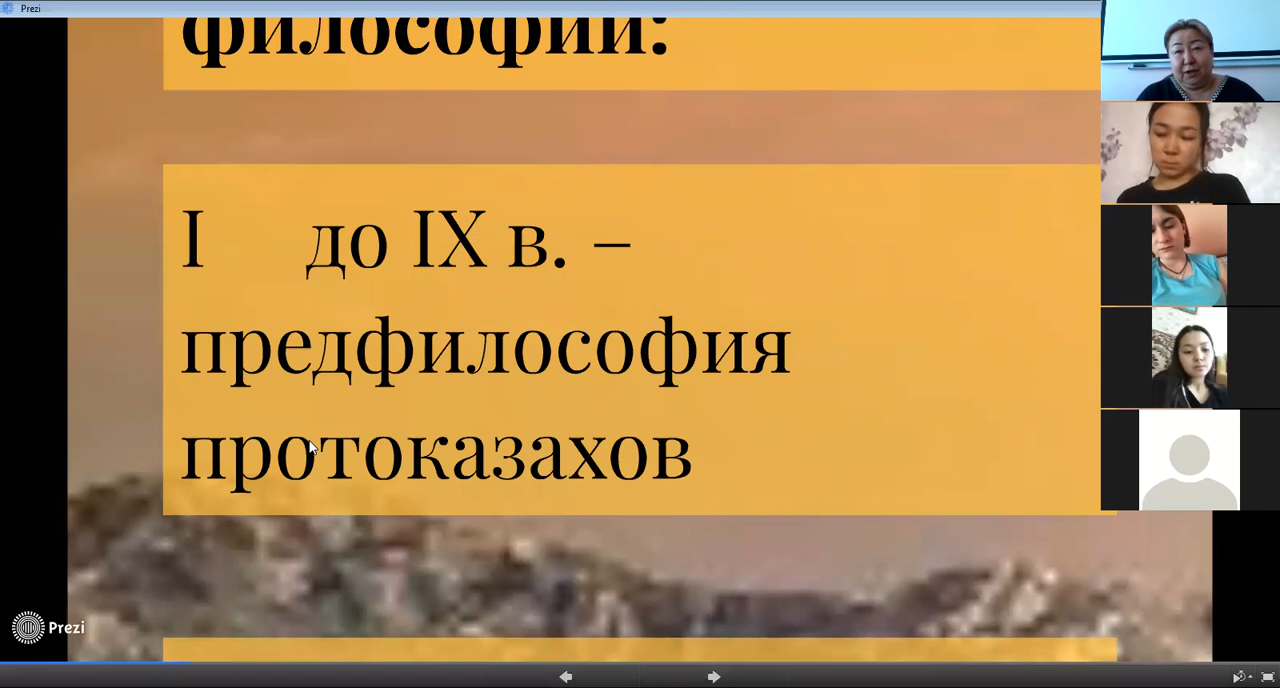 Prezi
философии:
I до IX в. –
предфилософия
протоказахов
Prezi